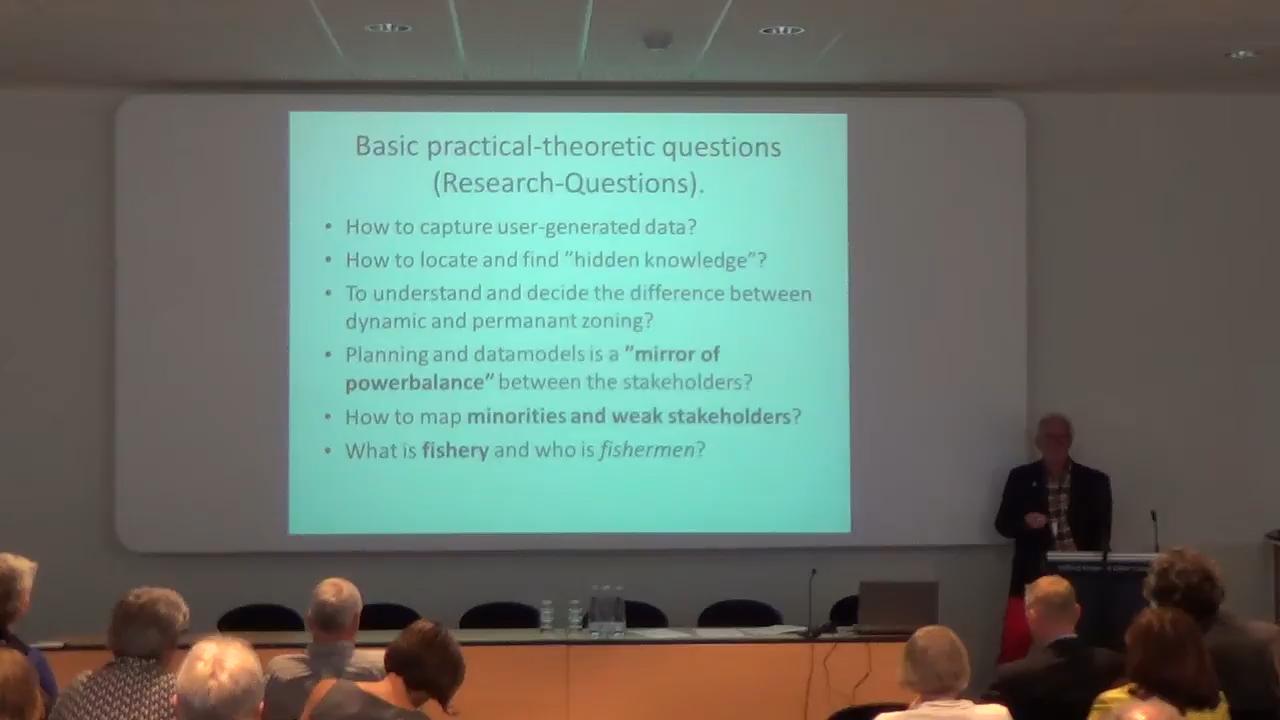 Basic practical-theoretic questions
(Research-Questions).
• How to capture user-generated data?
• How to locate and find ”hidden knowledge”?
• To understand and decide the difference between
dynamic and permanant zoning?
• Planning and datamodels is a ”mirror of
powerbalance” between the stakeholders?
• How to map minorities and weak stakeholders?
• What is fishery and who is fishermen?